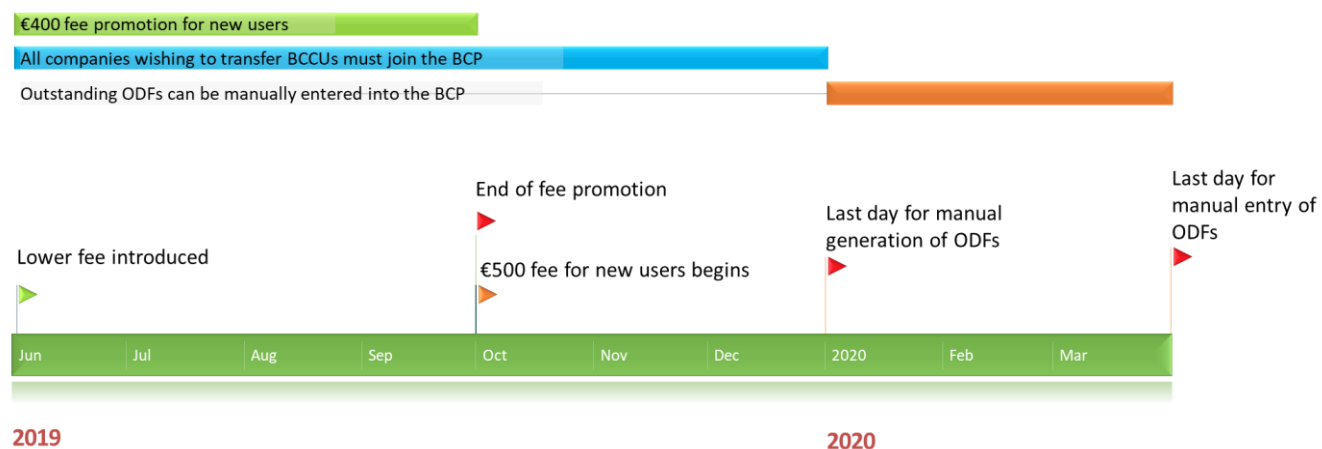 €400 fee promotion for new users
All companies wishing to transfer BCCUs must join the BCP
Outstanding ODFs can be manually entered into the BCP
Lower fee introduced
End of fee promotion
€500 fee for new users begins
Last day for manual
generation of ODFs
Last day for
manual entry of
ODFs
Jun Jul Aug Sep Oct Nov Dec 2020 Feb Mar
2019 2020